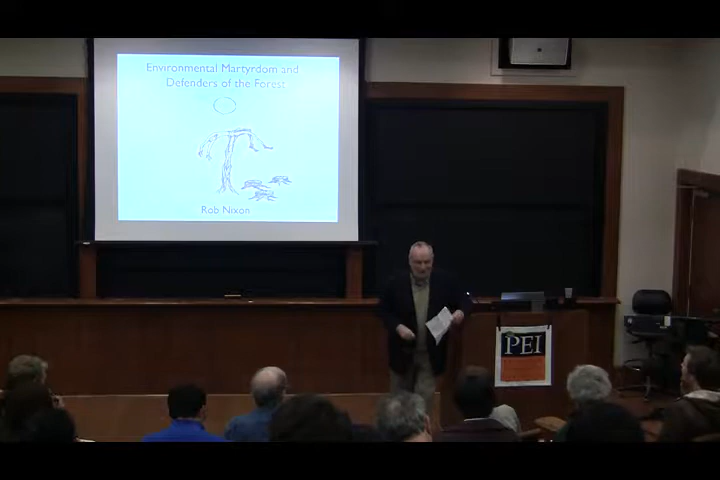 Environmental Martyrdom and
Defenders of the Forest
Rob Nixon
PEI